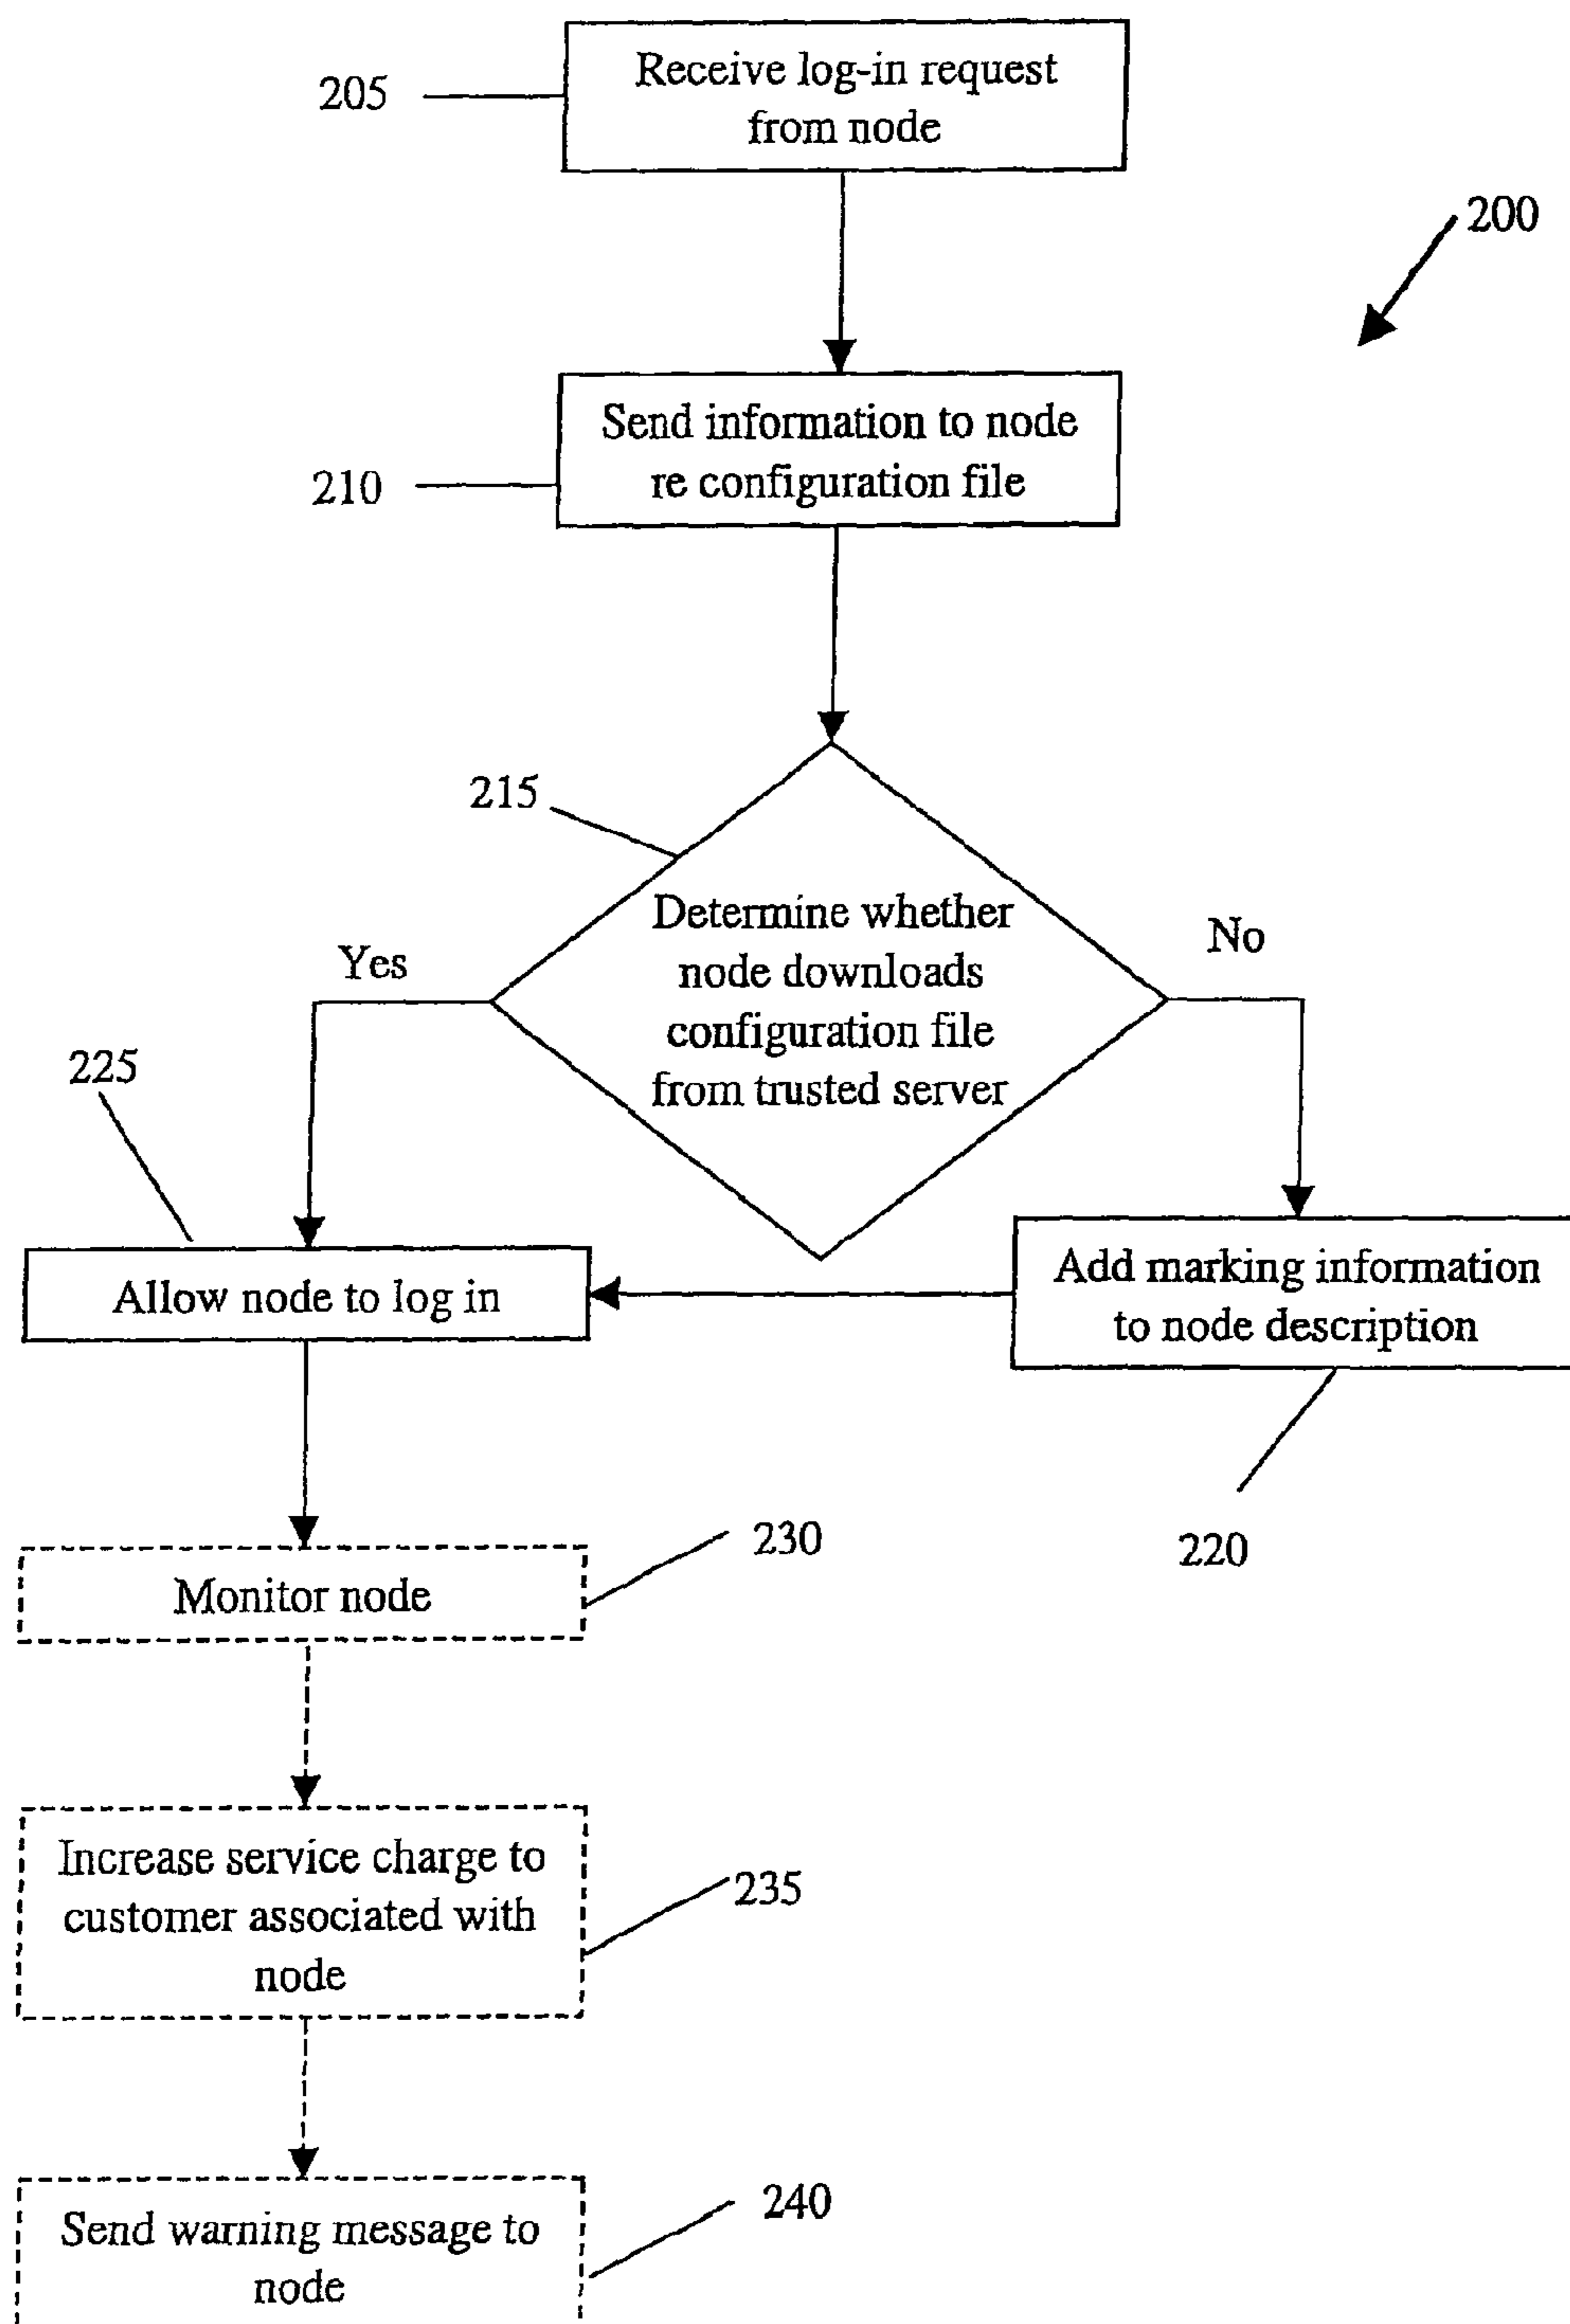 205
Receive log-in request
from node
200
210
Send information to node
re configuration file
215
Determine whether
node downloads
configuration file
from trusted server
Yes
No
225
Allow node to log in
Add marking information
to node description
220
230
Monitor node
Increase service charge to
customer associated with
node
235
Send warning message to
node
240